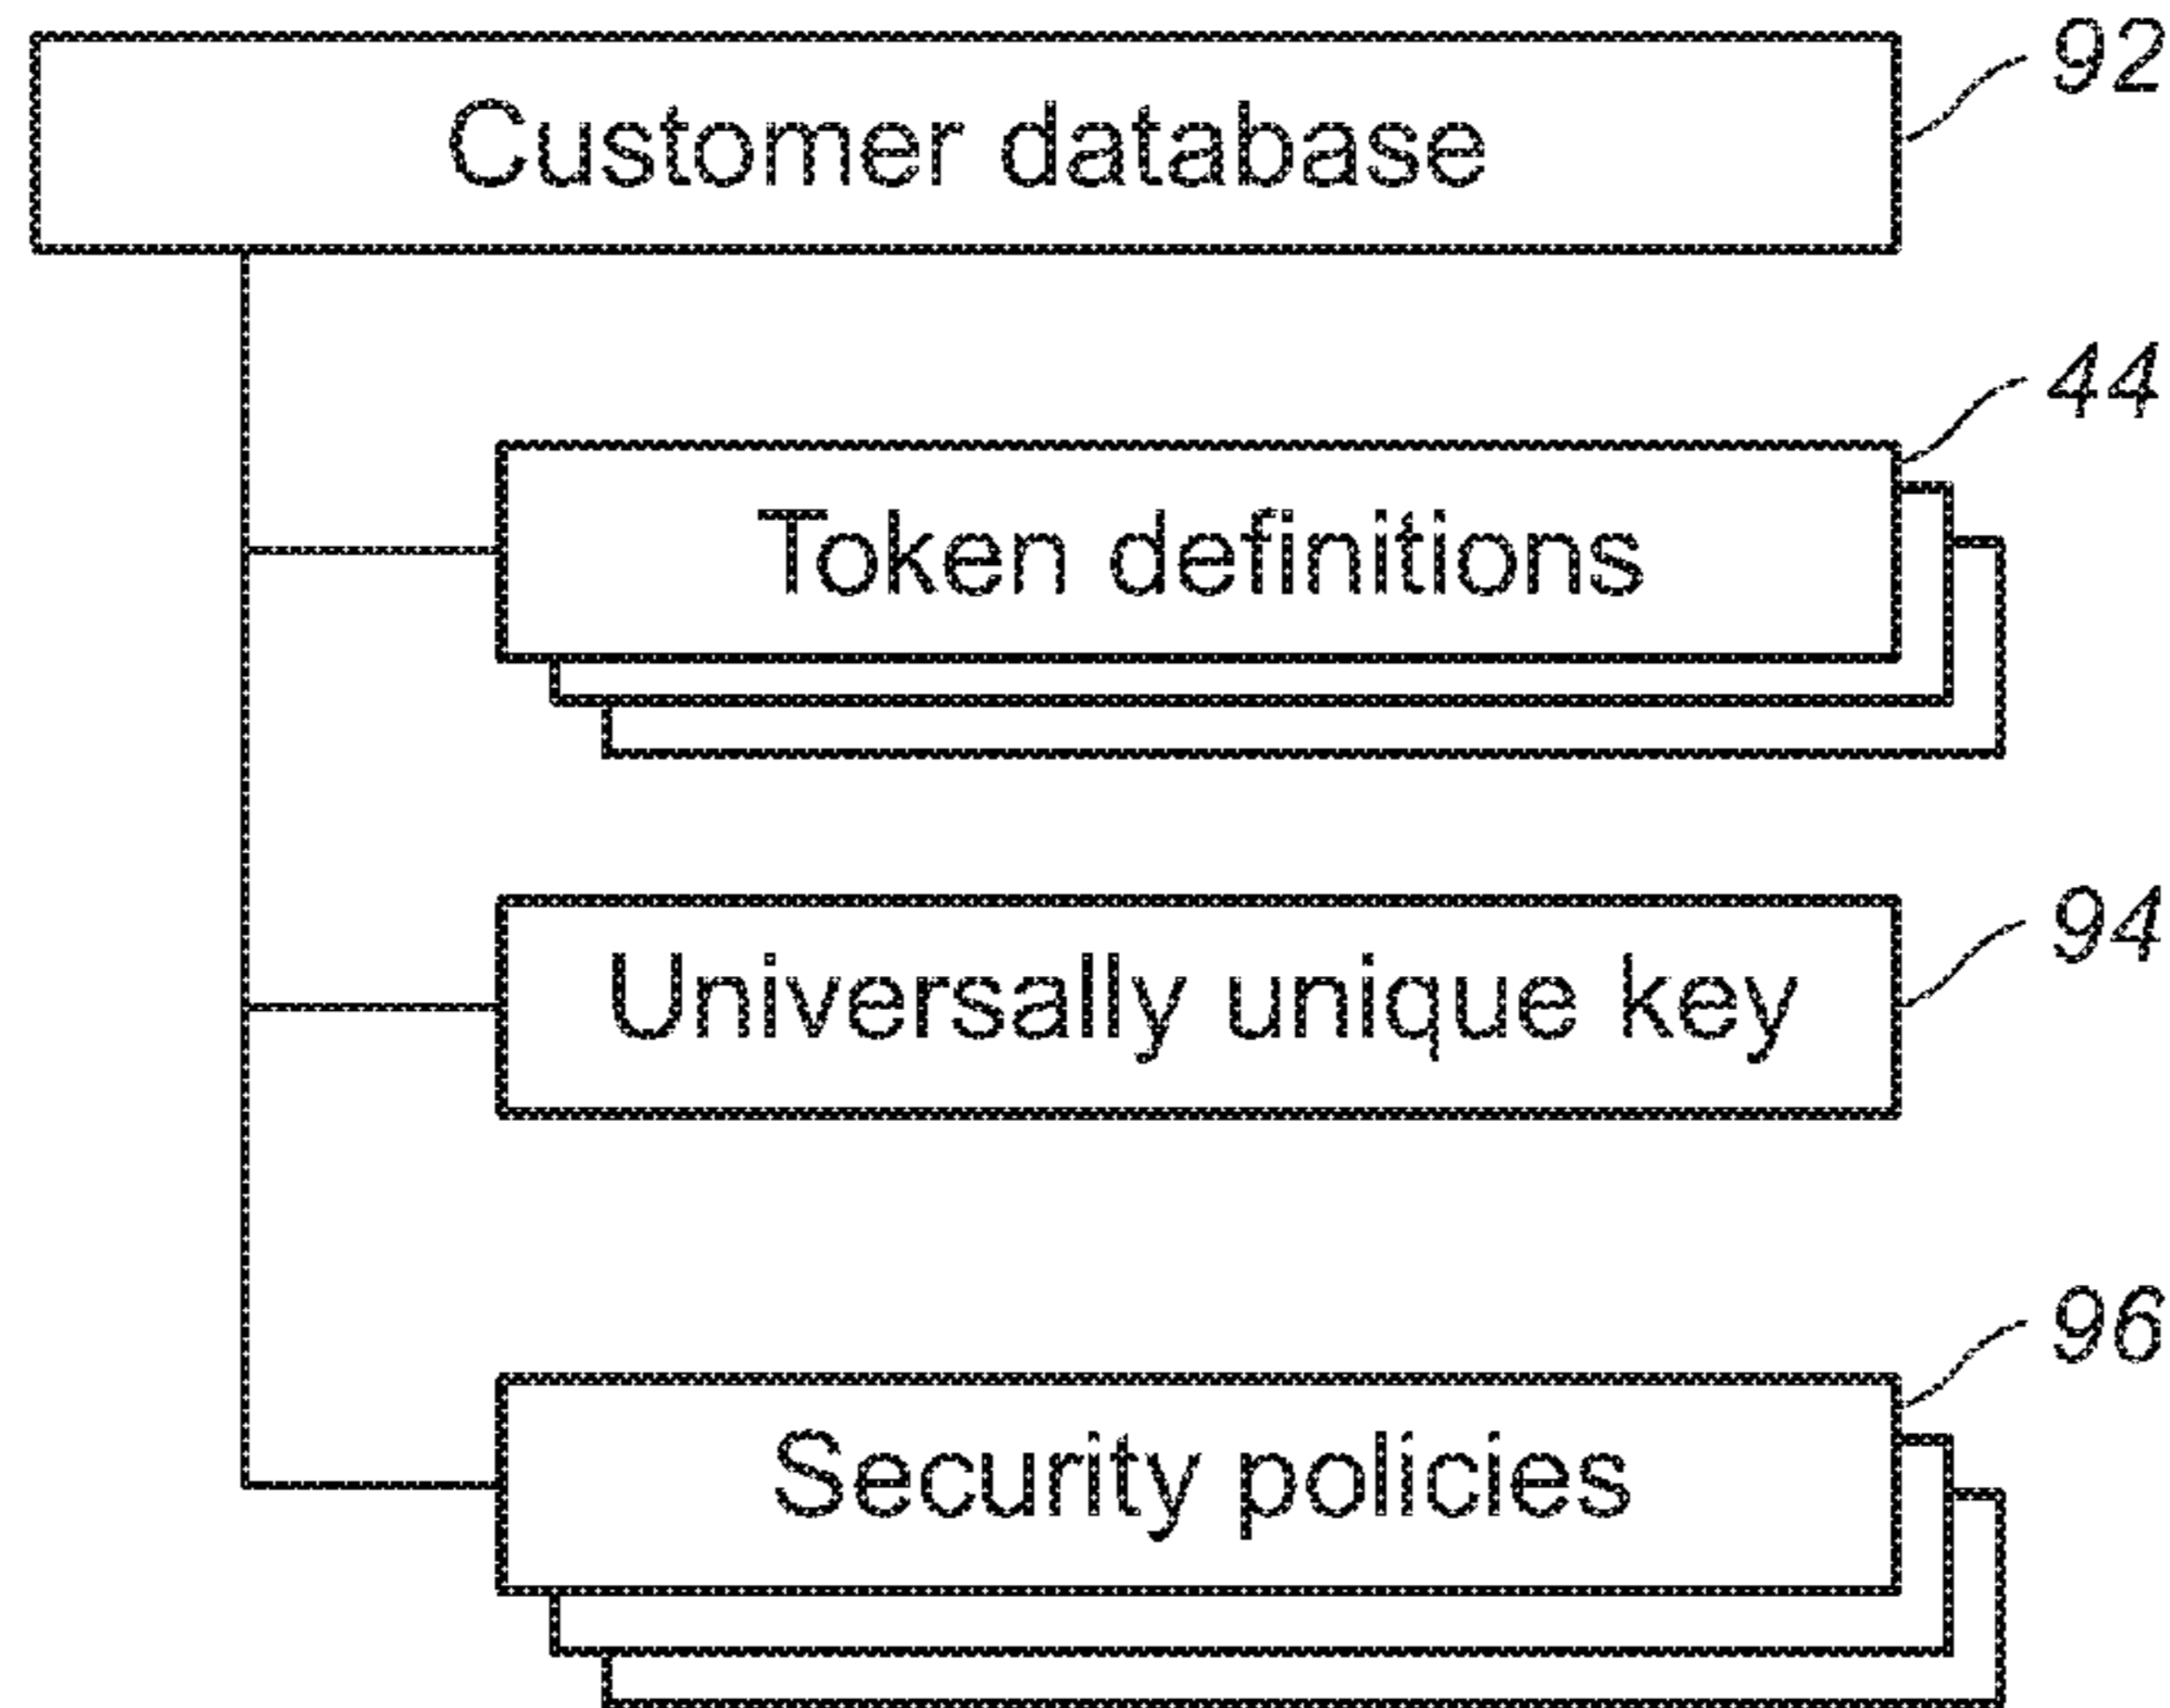 92
Customer database
44
Token definitions
94
Universally unique key
96
Security policies